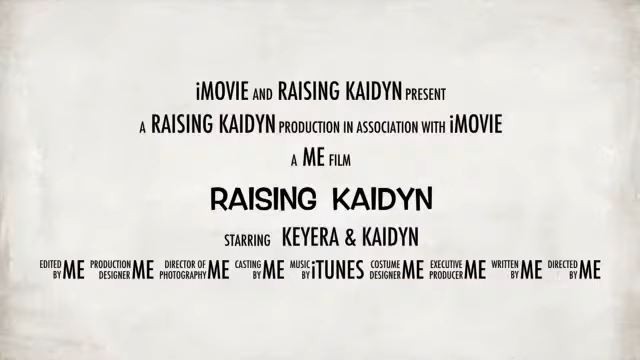 iMOVIE AND RAISING KAIDYN PRESENT
A RAISING KAIDYN PRODUCTION IN ASSOCIATION WITH iMOVIE
A ME FILM
RAISING KAIDYN
STARRING KEYERA & KAIDYN
EDITED BY ME PRODUCTION DESIGNER ME DIRECTOR OF PHOTOGRAPHY ME CASTING BY ME MUSIC BY iTUNES COSTUME DESIGNER ME EXECUTIVE PRODUCER ME WRITTEN BY ME DIRECTED BY ME